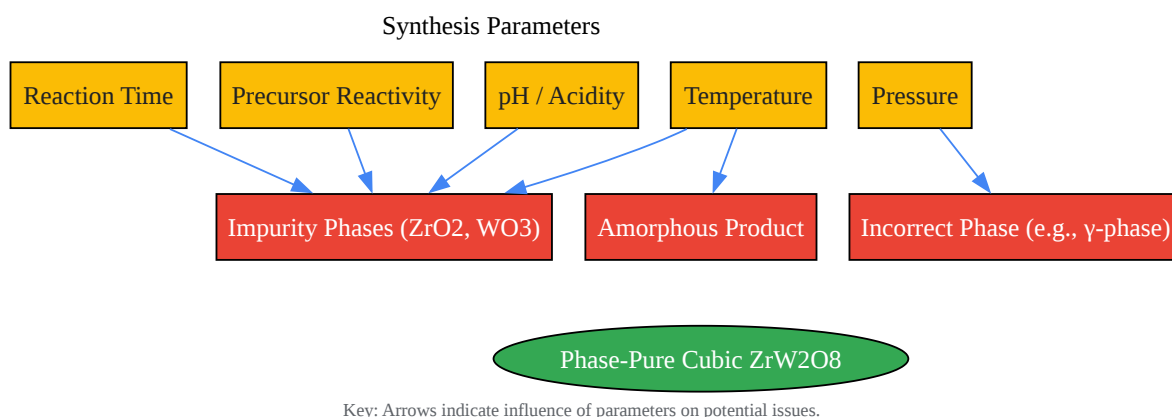 Synthesis Parameters
Reaction Time
Precursor Reactivity
pH / Acidity
Temperature
Pressure
Impurity Phases (ZrO2, WO3)
Amorphous Product
Incorrect Phase (e.g., γ-phase)
Phase-Pure Cubic ZrW2O8
Key: Arrows indicate influence of parameters on potential issues.